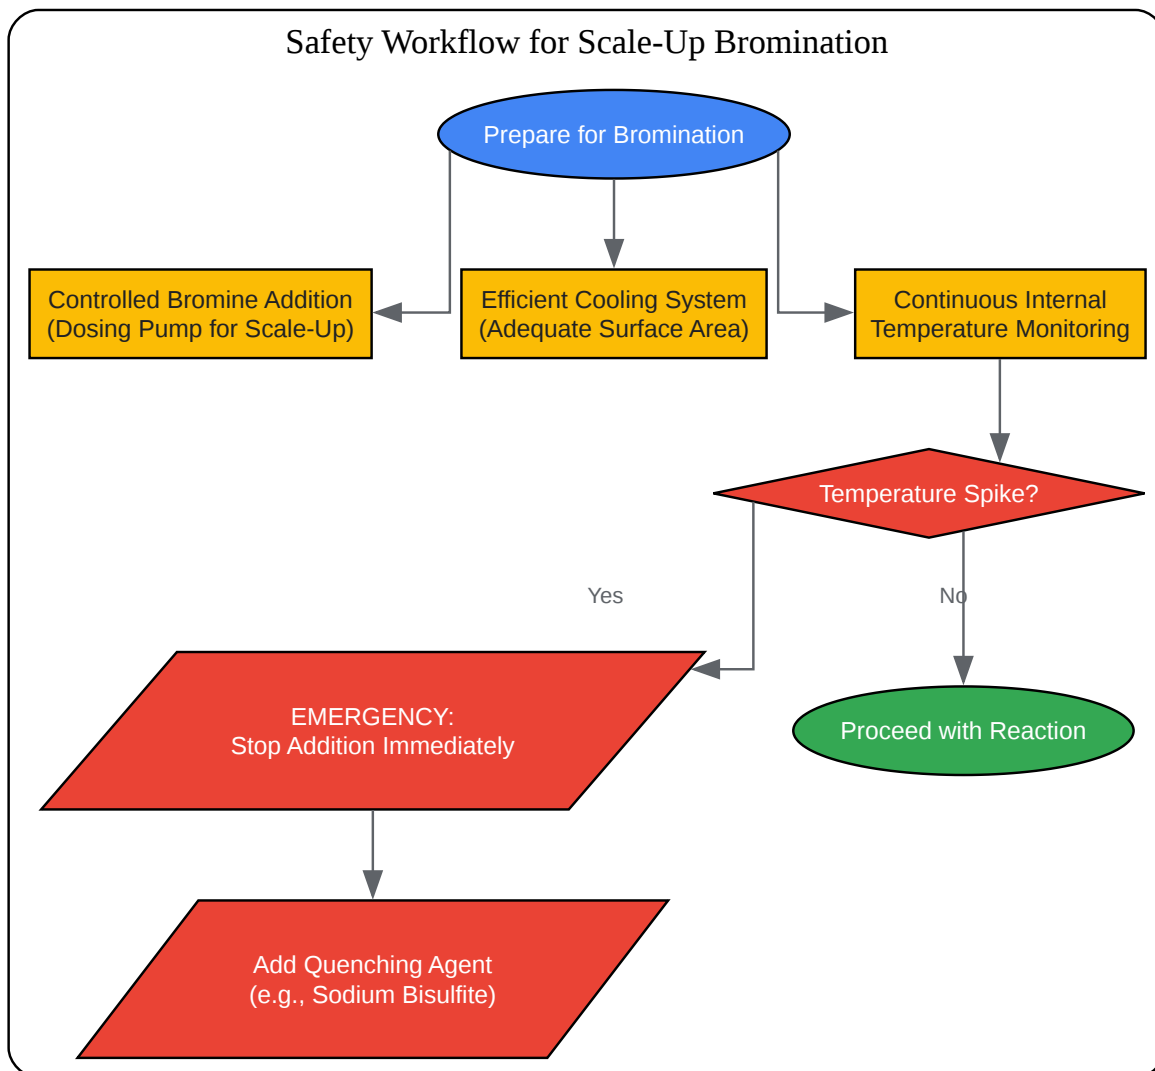 Safety Workflow for Scale-Up Bromination
Prepare for Bromination
Controlled Bromine Addition
(Dosing Pump for Scale-Up)
Efficient Cooling System
(Adequate Surface Area)
Continuous Internal
Temperature Monitoring
Temperature Spike?
Yes
No
EMERGENCY:
Stop Addition Immediately
Proceed with Reaction
Add Quenching Agent
(e.g., Sodium Bisulfite)